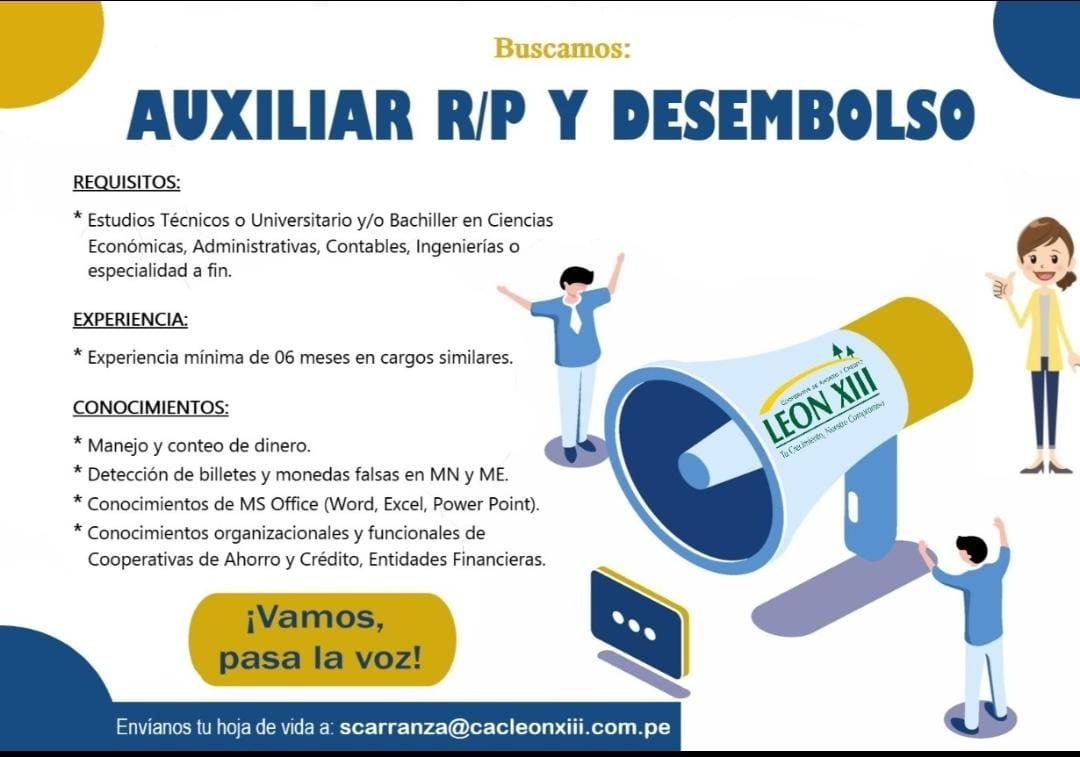 Buscamos:
AUXILIAR R/P Y DESEMBOLSO
REQUISITOS:
* Estudios Técnicos o Universitario y/o Bachiller en Ciencias
Económicas, Administrativas, Contables, Ingenierías o
especialidad a fin.
EXPERIENCIA:
* Experiencia mínima de 06 meses en cargos similares.
CONOCIMIENTOS:
* Manejo y conteo de dinero.
* Detección de billetes y monedas falsas en MN y ME.
* Conocimientos de MS Office (Word, Excel, Power Point).
* Conocimientos organizacionales y funcionales de
Cooperativas de Ahorro y Crédito, Entidades Financieras.
COOPERATIVA DE AHORRO Y CREDITO
LEON XIII
Tu Crecimiento, Nuestro Compromiso
¡Vamos,
pasa la voz!
Envíanos tu hoja de vida a: scarranza@cacleonxiii.com.pe